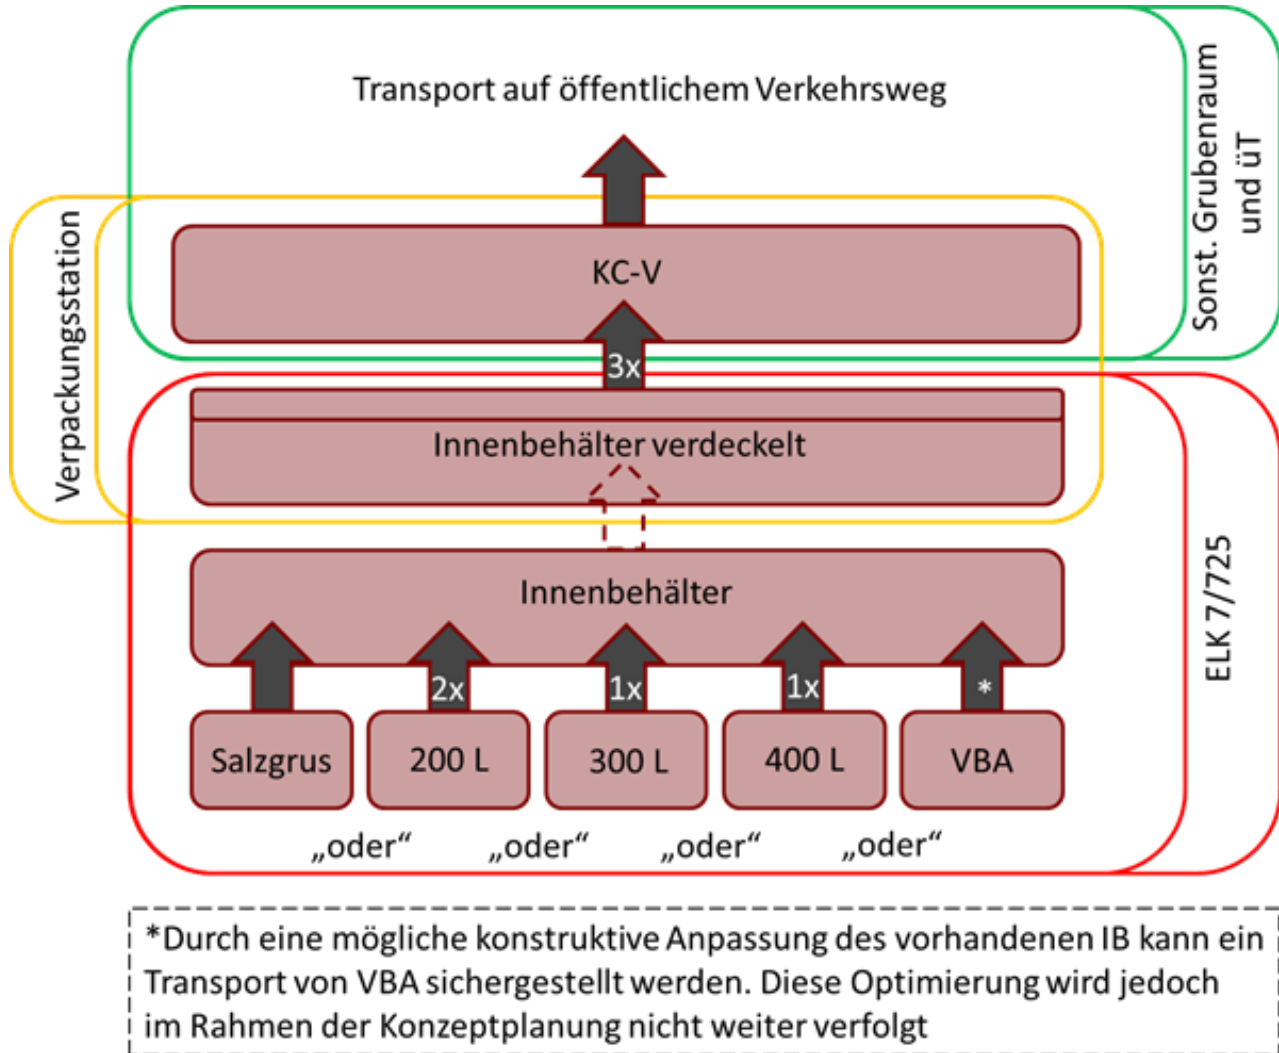 Transport auf öffentlichem Verkehrsweg
Sonst. Grubenraum
und üT
Verpackungsstation
KC-V
3x
Innenbehälter verdeckelt
ELK 7/725
Innenbehälter
2x
1x
1x
*
Salzgrus
200 L
300 L
400 L
VBA
„oder“
„oder“
„oder“
„oder“
*Durch eine mögliche konstruktive Anpassung des vorhandenen IB kann ein
Transport von VBA sichergestellt werden. Diese Optimierung wird jedoch
im Rahmen der Konzeptplanung nicht weiter verfolgt